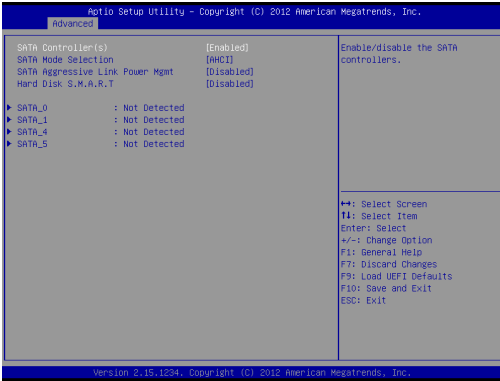 Aptio Setup Utility – Copyright (C) 2012 American Megatrends, Inc.
Advanced
SATA Controller(s) [Enabled]
SATA Mode Selection [AHCI]
SATA Aggressive Link Power Mgmt [Disabled]
Hard Disk S.M.A.R.T [Disabled]
SATA_0 : Not Detected
SATA_1 : Not Detected
SATA_4 : Not Detected
SATA_5 : Not Detected
Enable/disable the SATA
controllers.
↔: Select Screen
↑↓: Select Item
Enter: Select
+/-: Change Option
F1: General Help
F7: Discard Changes
F9: Load UEFI Defaults
F10: Save and Exit
ESC: Exit
Version 2.15.1234. Copyright (C) 2012 American Megatrends, Inc.